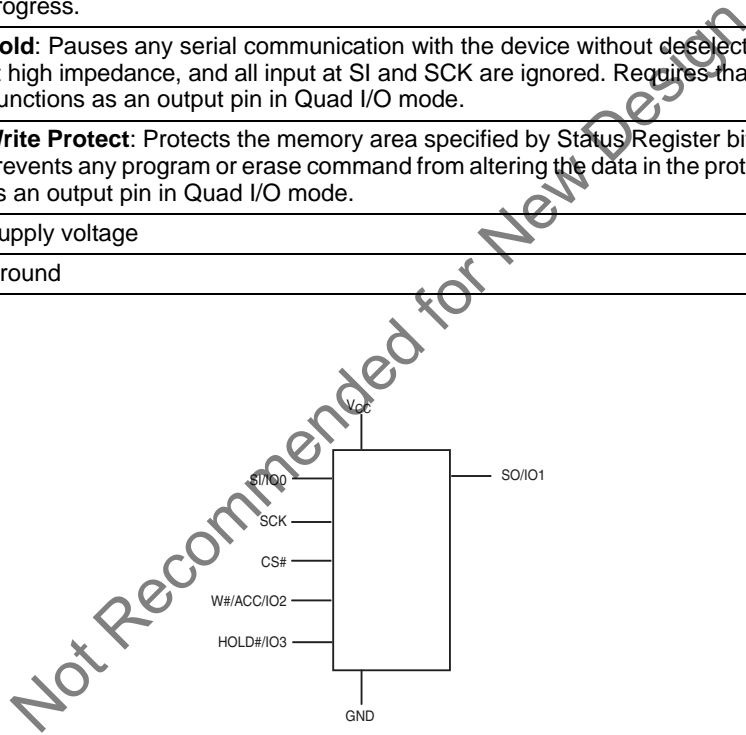 rogress.
old: Pauses any serial communication with the device without deselect
high impedance, and all input at SI and SCK are ignored. Requires tha
unctions as an output pin in Quad I/O mode.
rite Protect: Protects the memory area specified by Status Register bi
revents any program or erase command from altering the data in the prot
s an output pin in Quad I/O mode.
upply voltage
round
Not Recommended for New Design
Vcc
SI/IO0
SO/IO1
SCK
CS#
W#/ACC/IO2
HOLD#/IO3
GND